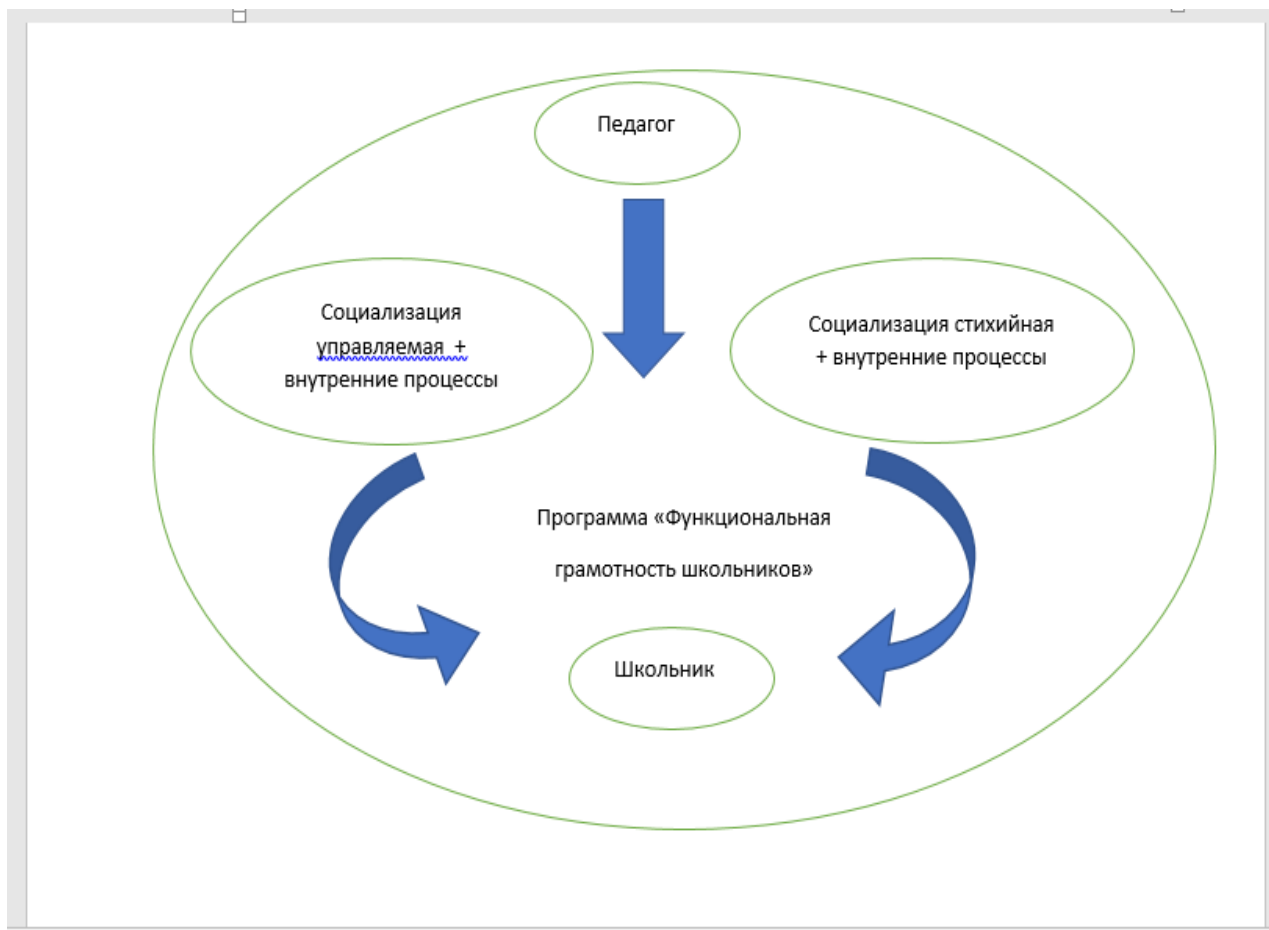 Педагог
Социализация
управляемая +
внутренние процессы
Социализация стихийная
+ внутренние процессы
Программа «Функциональная
грамотность школьников»
Школьник